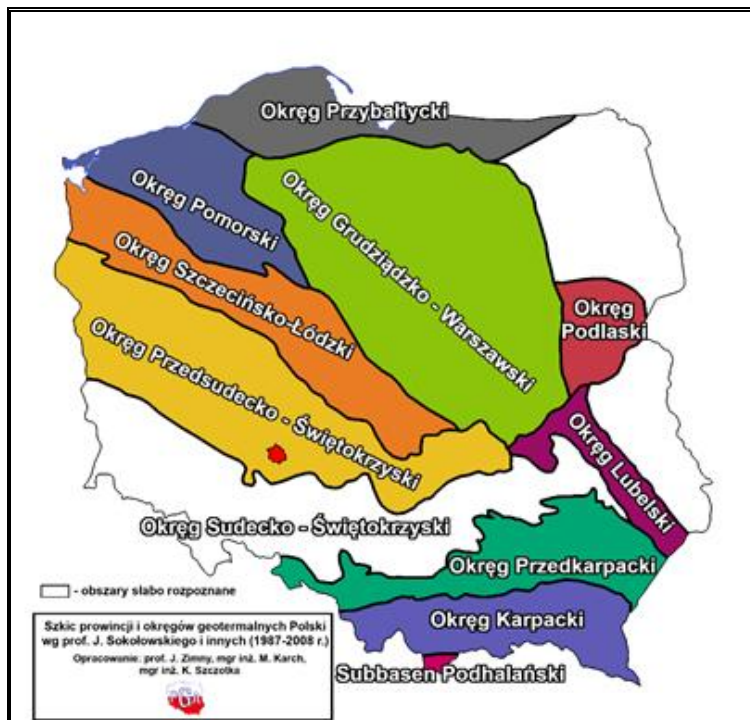 Okręg Przybałtycki
Okręg Pomorski
Okręg Grudziądzko - Warszawski
Okręg Szczecińsko-Łódzki
Okręg Podlaski
Okręg Przedsudecko - Świętokrzyski
Okręg Lubelski
Okręg Sudecko - Świętokrzyski
Okręg Przedkarpacki
- obszary słabo rozpoznane
Okręg Karpacki
Szkic prowincji i okręgów geotermalnych Polski
wg prof. J. Sokołowskiego i innych (1987-2008 r.)
Opracowanie: prof. J. Zimny, mgr inż. M. Karch,
mgr inż. K. Szczotka
Subbasen Podhalański
PGA